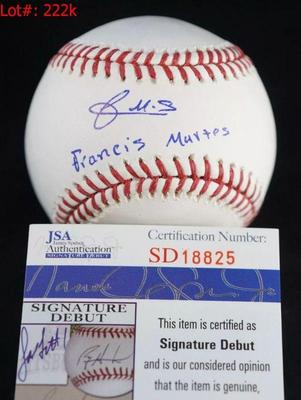 Lot#: 222k
Francis Martes
JSA
James Spence
Authentication
SIGNATURE DEBUT
Certification Number:
SD18825
SIGNATURE
DEBUT
This item is certified as
Signature Debut
and is our considered opinion
that the item is genuine,